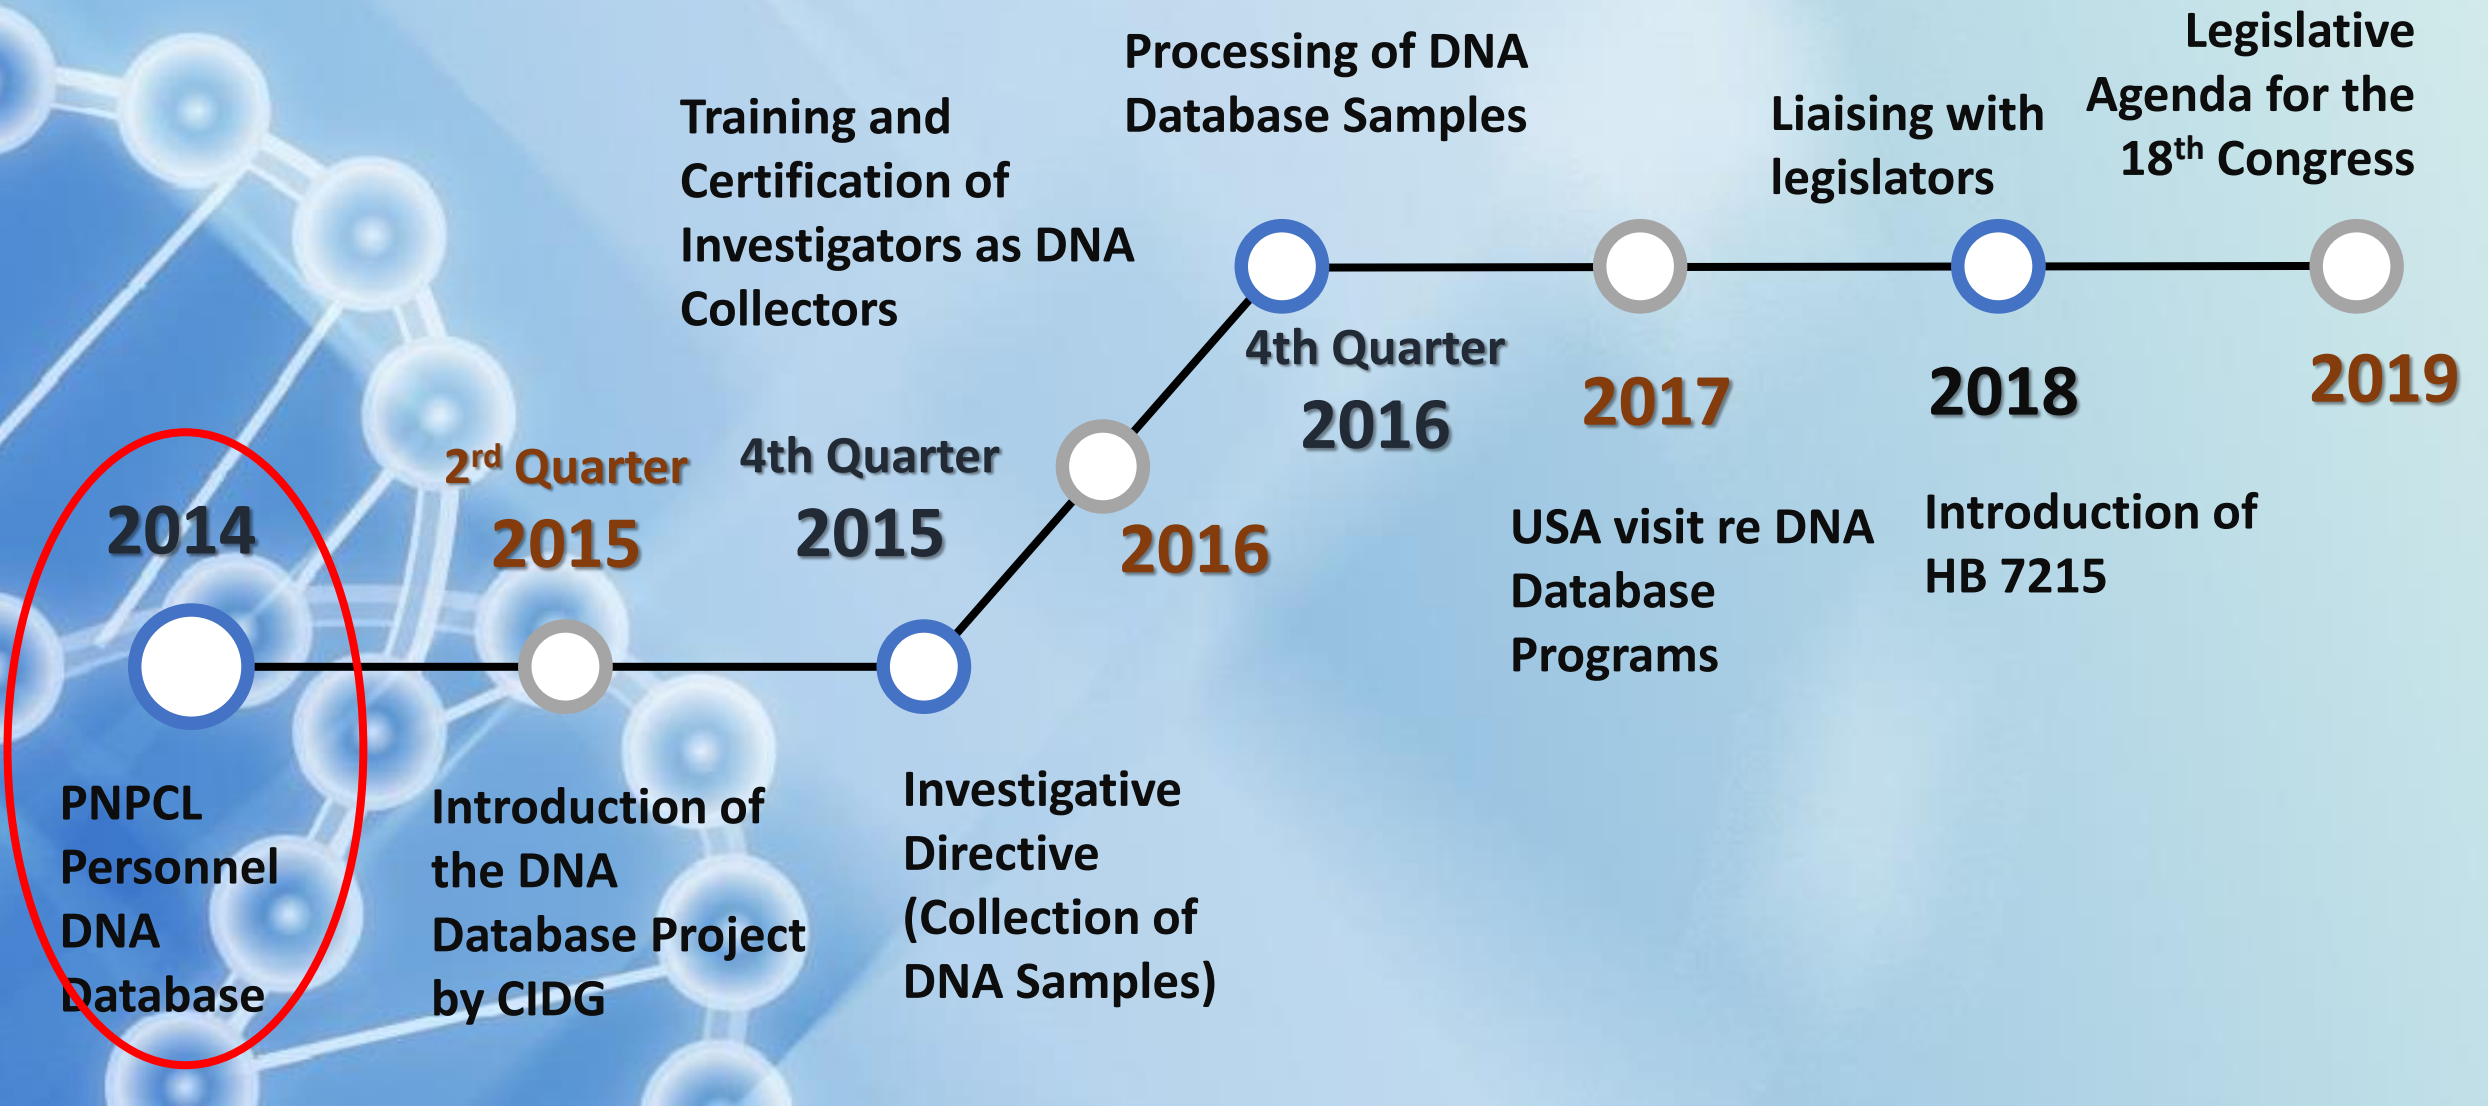 2014
PNPCL
Personnel
DNA
Database
2rd Quarter
2015
Introduction of
the DNA
Database Project
by CIDG
4th Quarter
2015
Investigative
Directive
(Collection of
DNA Samples)
Training and
Certification of
Investigators as DNA
Collectors
2016
Processing of DNA
Database Samples
4th Quarter
2016
2017
USA visit re DNA
Database
Programs
Liaising with
legislators
2018
Introduction of
HB 7215
Legislative
Agenda for the
18th Congress
2019